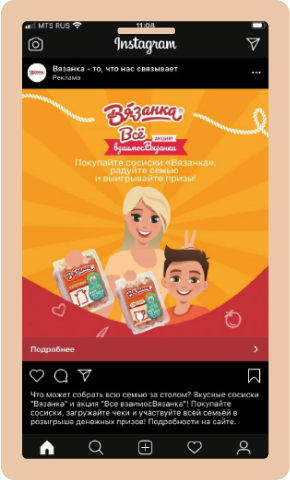 MTS RUS
11:08
Instagram
Вязанка - то, что нас связывает
Реклама
Вязанка
Всё
АКЦИЯ!
взаимосВязанка
Покупайте сосиски «Вязанка»,
радуйте семью
и выигрывайте призы!
Вязанка
Вязанка
Подробнее
Что может собрать всю семью за столом? Вкусные сосиски
"Вязанка" и акция "Все взаимосВязанка"! Покупайте
сосиски, загружайте чеки и участвуйте всей семьёй в
розыгрыше денежных призов! Подробности на сайте.